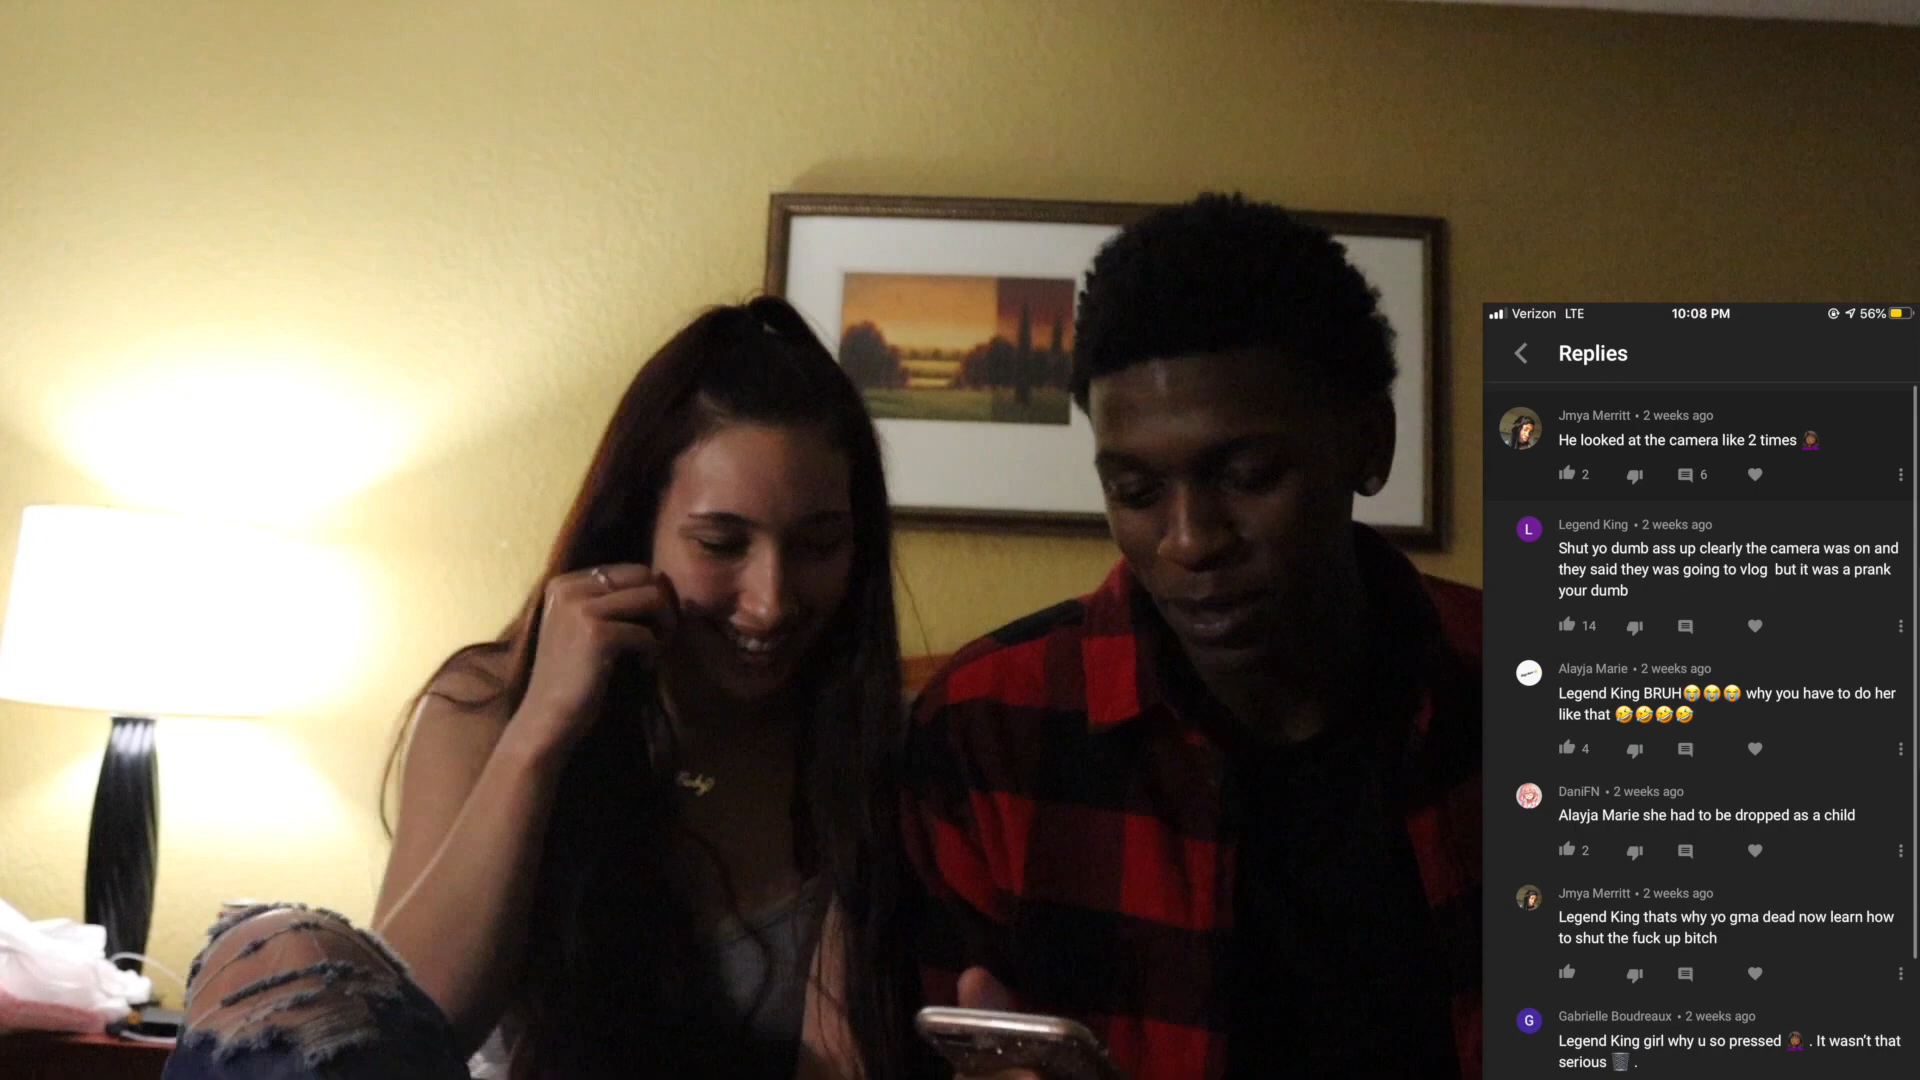 Verizon LTE 10:08 PM 56%
Replies
Jmya Merritt • 2 weeks ago
He looked at the camera like 2 times 🤦🏾‍♀️
2 6
L
Legend King • 2 weeks ago
Shut yo dumb ass up clearly the camera was on and
they said they was going to vlog but it was a prank
your dumb
14
Alayja Marie • 2 weeks ago
Legend King BRUH😭😭😭 why you have to do her
like that 🤣🤣🤣🤣
4
DaniFN • 2 weeks ago
Alayja Marie she had to be dropped as a child
2
Jmya Merritt • 2 weeks ago
Legend King thats why yo gma dead now learn how
to shut the fuck up bitch
G
Gabrielle Boudreaux • 2 weeks ago
Legend King girl why u so pressed 🤦🏾‍♀️ . It wasn't that
serious 🗑️ .